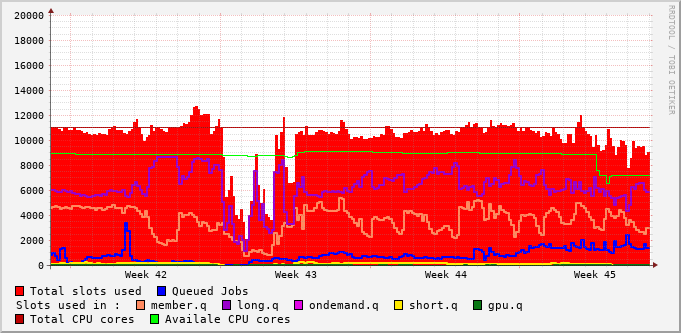 20000
18000
16000
14000
12000
10000
8000
6000
4000
2000
0
Week 42 Week 43 Week 44 Week 45
Total slots used Queued Jobs
Slots used in : member.q long.q ondemand.q short.q gpu.q
Total CPU cores Availale CPU cores
RRDTOOL / TOBI OETIKER